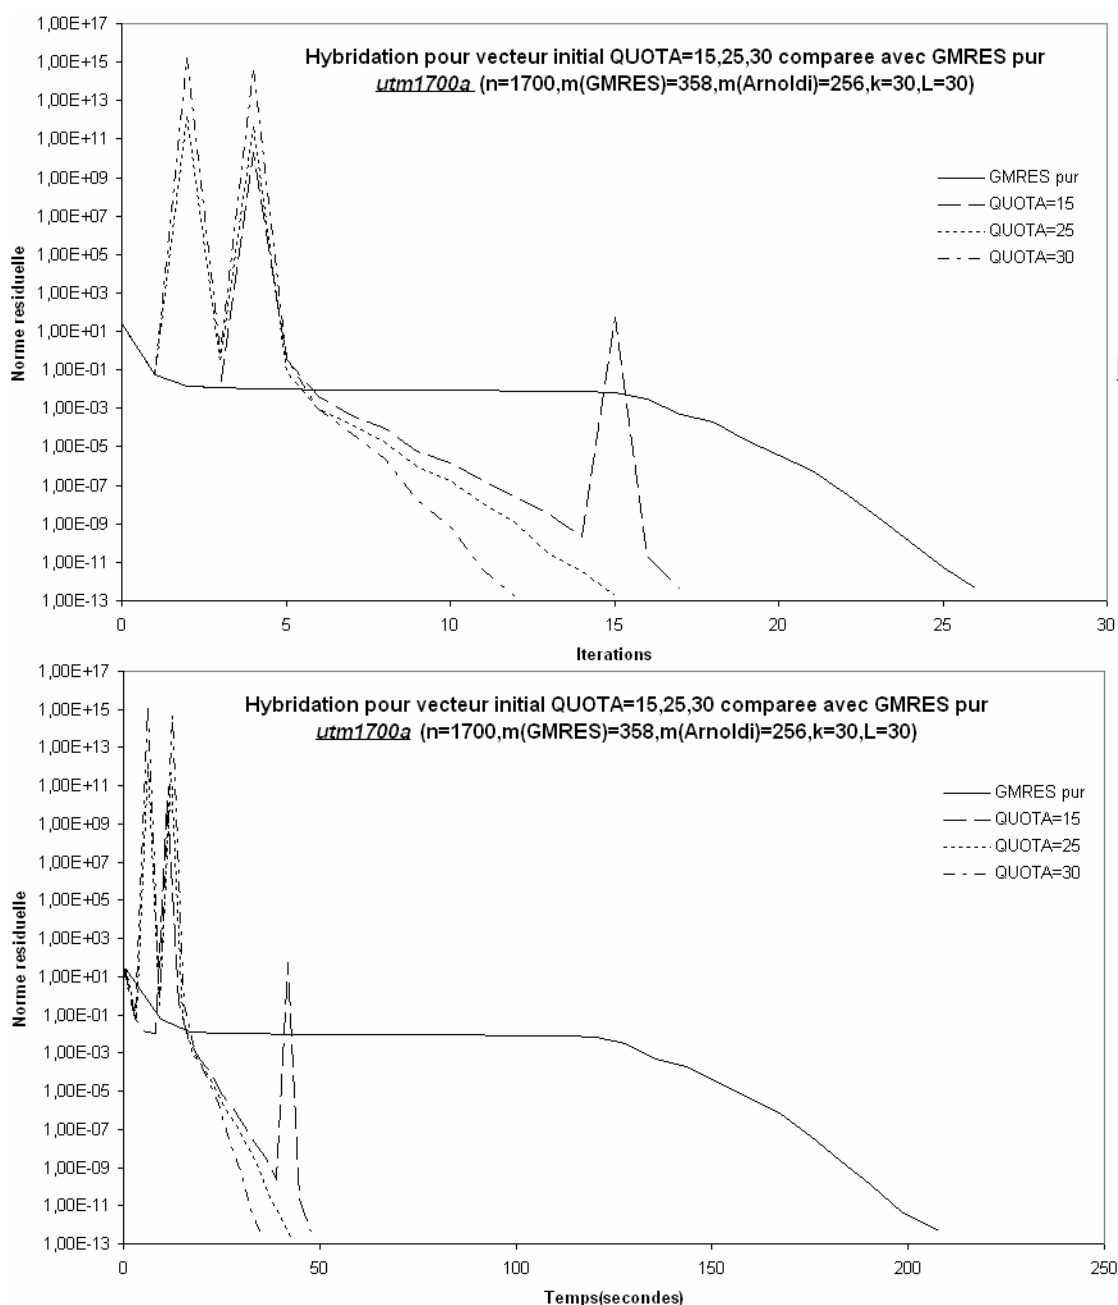 1,00E+17
1,00E+15
1,00E+13
1,00E+11
1,00E+09
1,00E+07
1,00E+05
1,00E+03
1,00E+01
1,00E-01
1,00E-03
1,00E-05
1,00E-07
1,00E-09
1,00E-11
1,00E-13
Norme residuelle
Hybridation pour vecteur initial QUOTA=15,25,30 comparee avec GMRES pur
utm1700a (n=1700,m(GMRES)=358,m(Arnoldi)=256,k=30,L=30)
GMRES pur
QUOTA=15
QUOTA=25
QUOTA=30
0 5 10 15 20 25 30
Iterations
1,00E+17
1,00E+15
1,00E+13
1,00E+11
1,00E+09
1,00E+07
1,00E+05
1,00E+03
1,00E+01
1,00E-01
1,00E-03
1,00E-05
1,00E-07
1,00E-09
1,00E-11
1,00E-13
Norme residuelle
Hybridation pour vecteur initial QUOTA=15,25,30 comparee avec GMRES pur
utm1700a (n=1700,m(GMRES)=358,m(Arnoldi)=256,k=30,L=30)
GMRES pur
QUOTA=15
QUOTA=25
QUOTA=30
0 50 100 150 200 250
Temps(secondes)